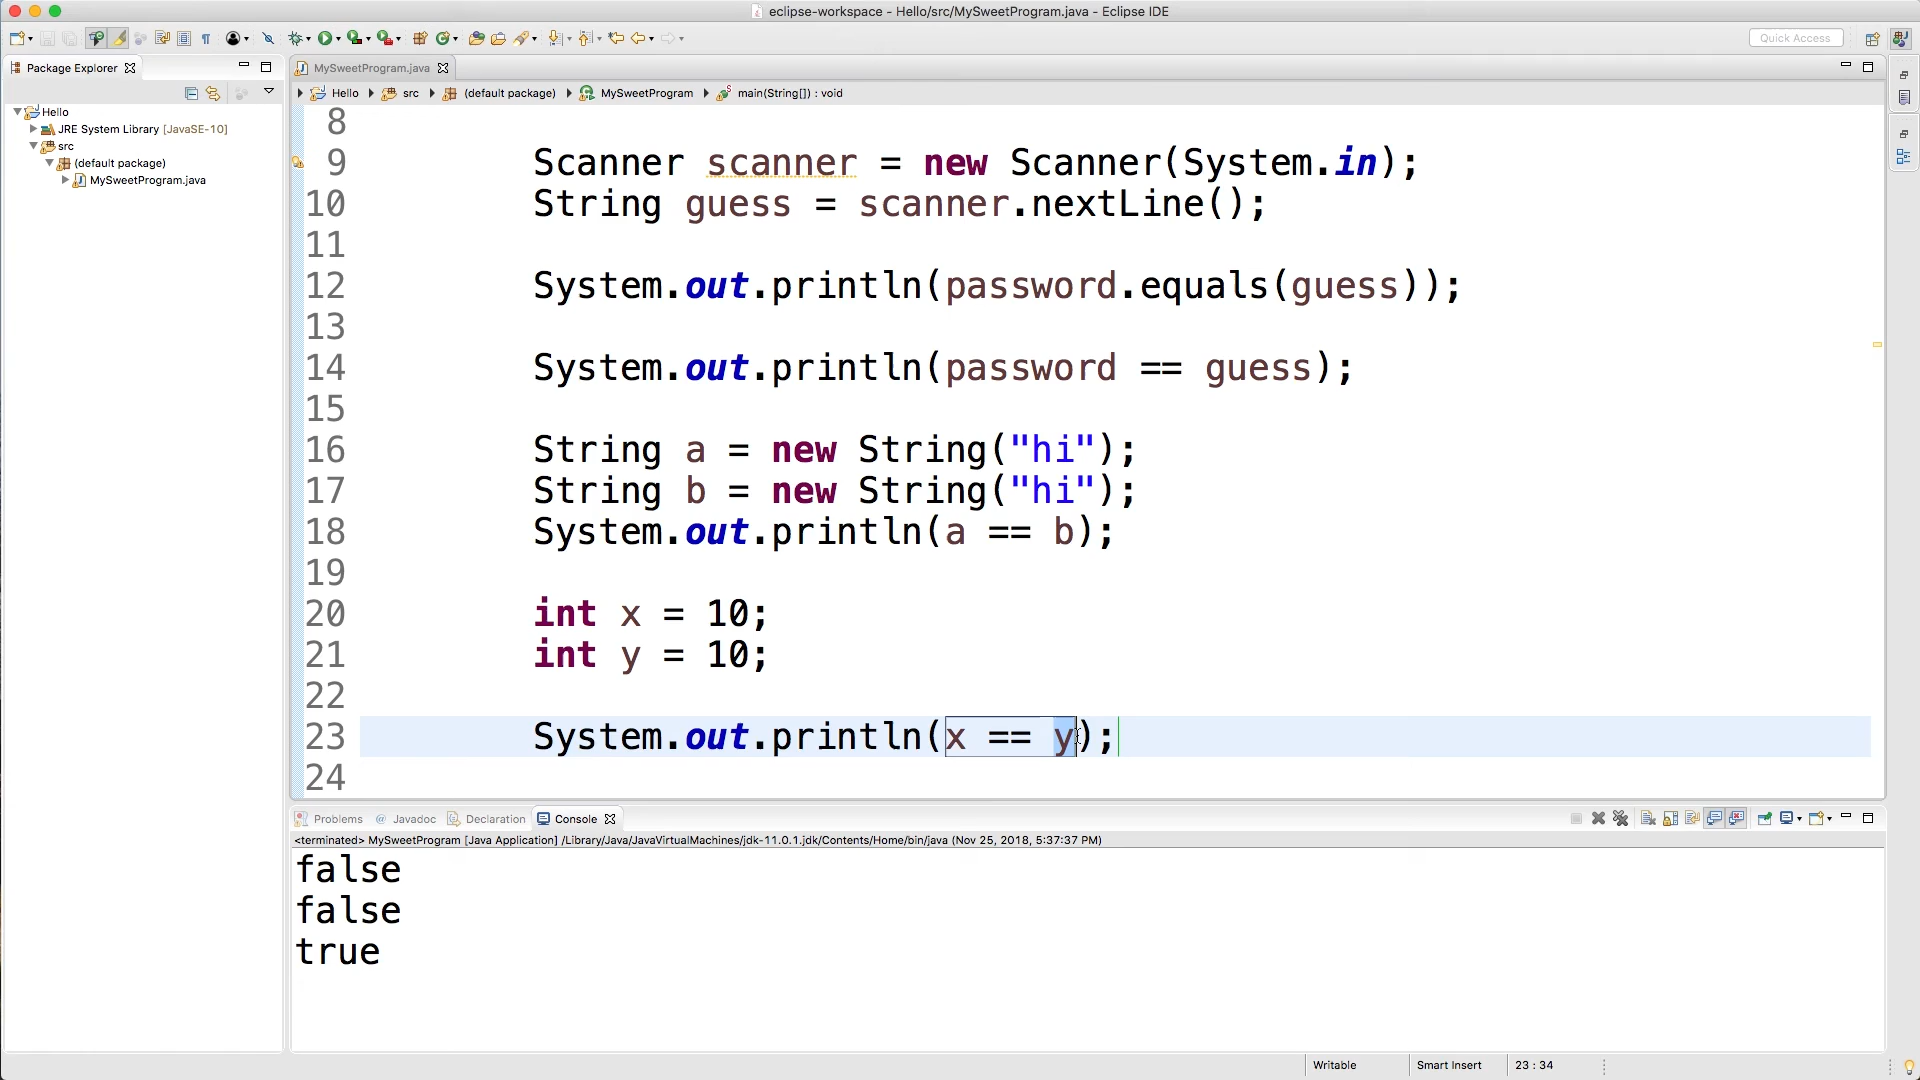 eclipse-workspace - Hello/src/MySweetProgram.java - Eclipse IDE
Quick Access
Package Explorer
MySweetProgram.java
Hello src (default package) MySweetProgram main(String[]) : void
Hello
JRE System Library [JavaSE-10]
src
(default package)
MySweetProgram.java
8
9 Scanner scanner = new Scanner(System.in);
10 String guess = scanner.nextLine();
11
12 System.out.println(password.equals(guess));
13
14 System.out.println(password == guess);
15
16 String a = new String("hi");
17 String b = new String("hi");
18 System.out.println(a == b);
19
20 int x = 10;
21 int y = 10;
22
23 System.out.println(x == y);
24
Problems @ Javadoc Declaration Console
<terminated> MySweetProgram [Java Application] /Library/Java/JavaVirtualMachines/jdk-11.0.1.jdk/Contents/Home/bin/java (Nov 25, 2018, 5:37:37 PM)
false
false
true
Writable Smart Insert 23 : 34